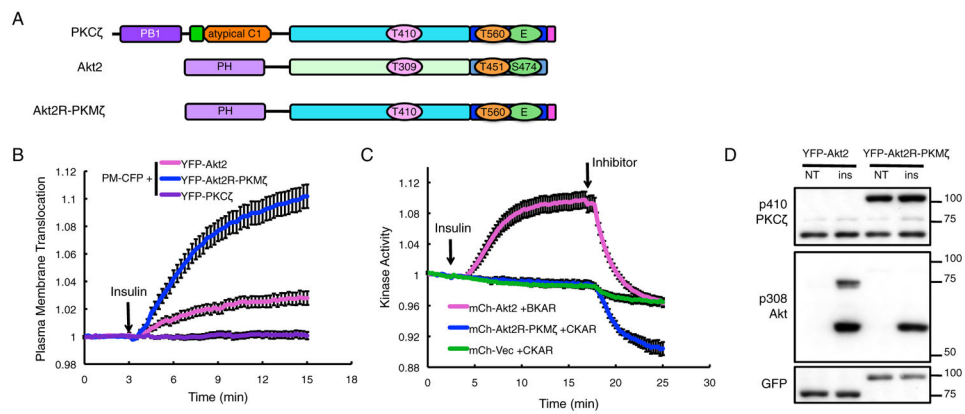 A
PKCζ
PB1
atypical C1
T410
T560
E
Akt2
PH
T309
T451
S474
Akt2R-PKMζ
PH
T410
T560
E
B
PM-CFP +
YFP-Akt2
YFP-Akt2R-PKMζ
YFP-PKCζ
Insulin
Plasma Membrane Translocation
1.12
1.1
1.08
1.06
1.04
1.02
1
0.98
0
3
6
9
12
15
Time (min)
C
Inhibitor
Insulin
Kinase Activity
1.12
1.08
1.04
1
0.96
0.92
0.88
mCh-Akt2 +BKAR
mCh-Akt2R-PKMζ +CKAR
mCh-Vec +CKAR
0
5
10
15
20
25
30
Time (min)
D
YFP-Akt2
YFP-Akt2R-PKMζ
NT
ins
NT
ins
p410
PKCζ
100
75
p308
Akt
100
75
50
GFP
100
75